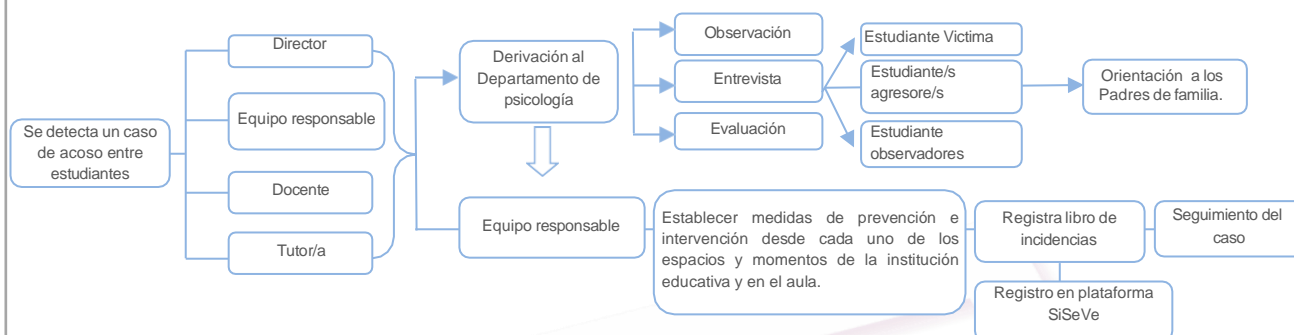 Se detecta un caso
de acoso entre
estudiantes
Director
Equipo responsable
Docente
Tutor/a
Derivación al
Departamento de
psicología
Equipo responsable
Observación
Entrevista
Evaluación
Estudiante Victima
Estudiante/s
agresore/s
Estudiante
observadores
Orientación a los
Padres de familia.
Establecer medidas de prevención e
intervención desde cada uno de los
espacios y momentos de la institución
educativa y en el aula.
Registra libro de
incidencias
Registro en plataforma
SiSeVe
Seguimiento del
caso